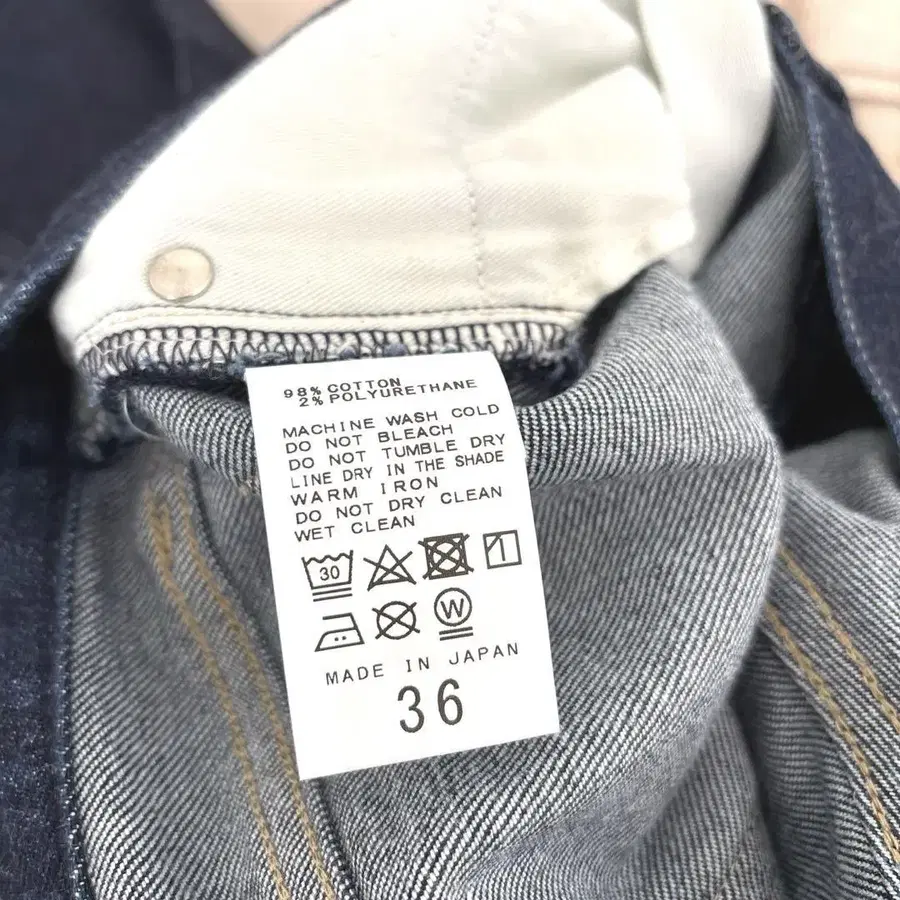 98% COTTON
2% POLYURETHANE
MACHINE WASH COLD
DO NOT BLEACH
DO NOT TUMBLE DRY
LINE DRY IN THE SHADE
WARM IRON
DO NOT DRY CLEAN
WET CLEAN
30
W
MADE IN JAPAN
36